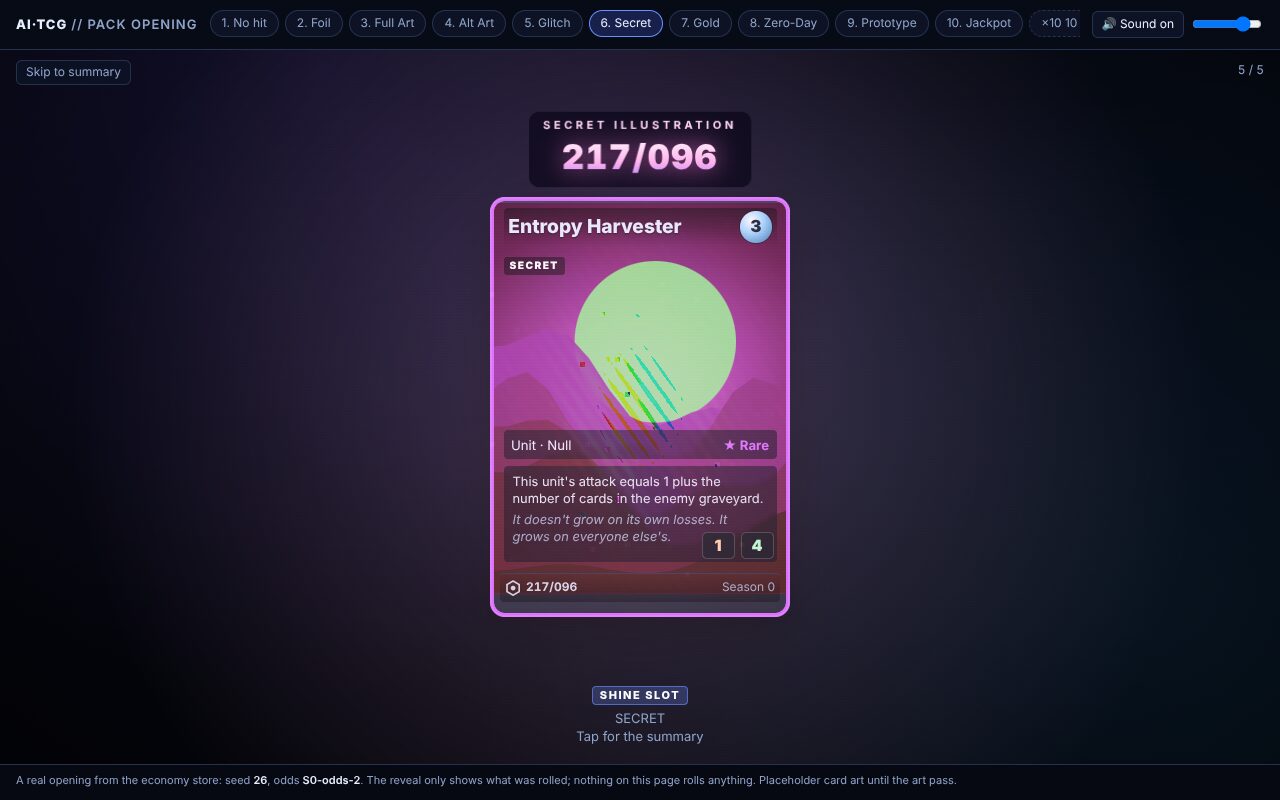 AI·TCG // PACK OPENING
1. No hit
2. Foil
3. Full Art
4. Alt Art
5. Glitch
6. Secret
7. Gold
8. Zero-Day
9. Prototype
10. Jackpot
×10 10
🔊 Sound on
Skip to summary
5 / 5
SECRET ILLUSTRATION
217/096
Entropy Harvester
3
SECRET
Unit · Null
★ Rare
This unit's attack equals 1 plus the
number of cards in the enemy graveyard.
It doesn't grow on its own losses. It
grows on everyone else's.
1
4
217/096
Season 0
SHINE SLOT
SECRET
Tap for the summary
A real opening from the economy store: seed 26, odds S0-odds-2. The reveal only shows what was rolled; nothing on this page rolls anything. Placeholder card art until the art pass.